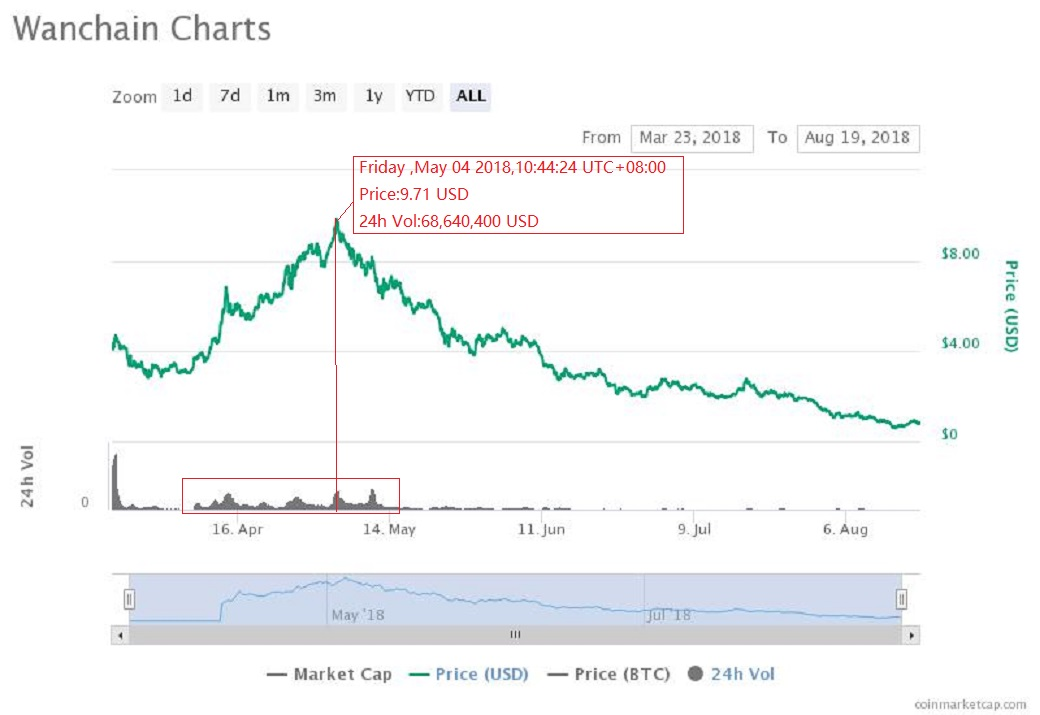 Wanchain Charts
Zoom 1d 7d 1m 3m 1y YTD ALL
From Mar 23, 2018 To Aug 19, 2018
Friday ,May 04 2018,10:44:24 UTC+08:00
Price:9.71 USD
24h Vol:68,640,400 USD
$8.00
$4.00
$0
Price (USD)
24h Vol
0
16. Apr 14. May 11. Jun 9. Jul 6. Aug
May '18 Jul '18
Market Cap Price (USD) Price (BTC) 24h Vol
coinmarketcap.com